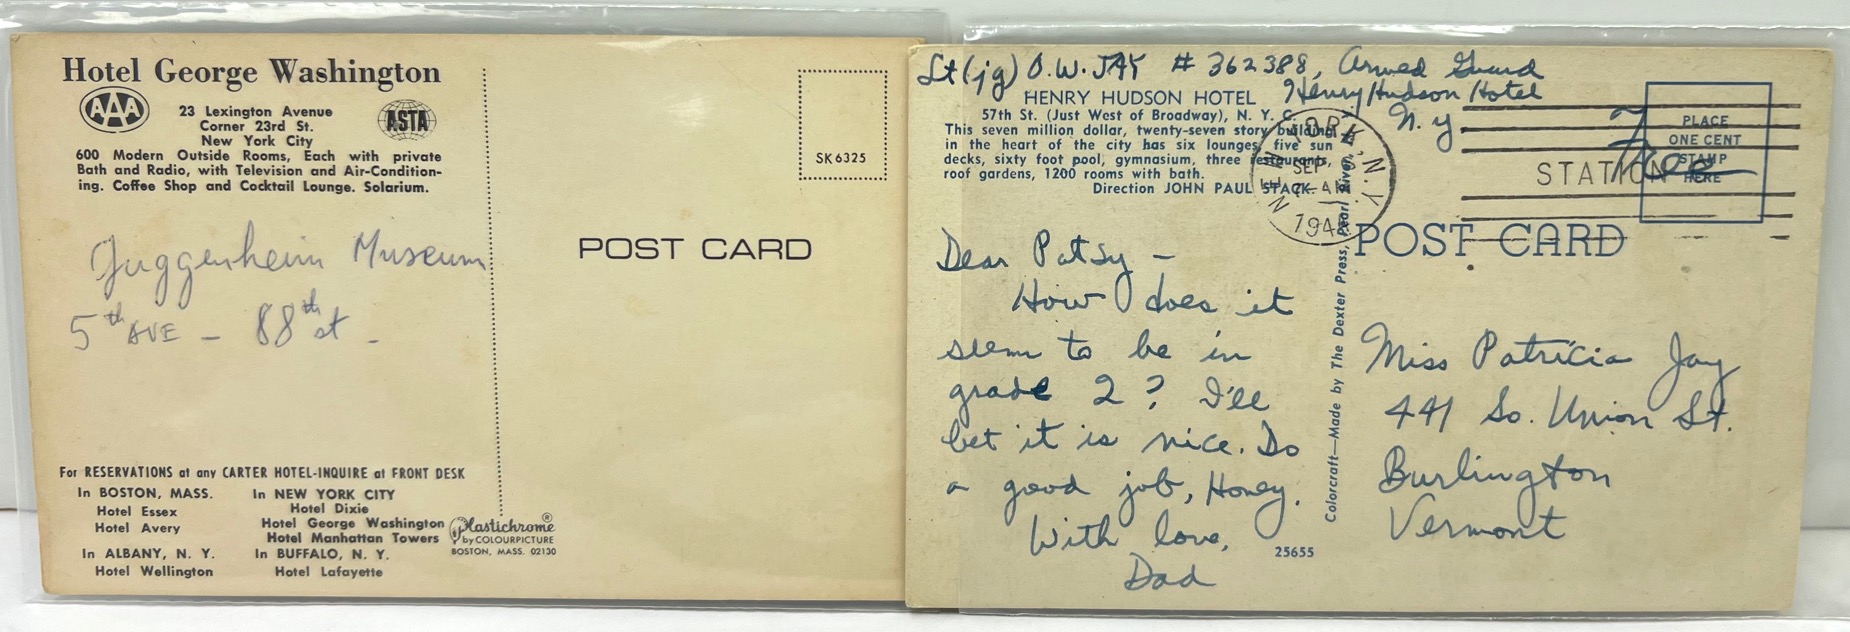 Hotel George Washington
AAA
ASTA
23 Lexington Avenue
Corner 23rd St.
New York City
600 Modern Outside Rooms, Each with private
Bath and Radio, with Television and Air-Condition-
ing. Coffee Shop and Cocktail Lounge. Solarium.
SK6325
Guggenheim Museum
5th AVE - 88th st.
POST CARD
For RESERVATIONS at any CARTER HOTEL-INQUIRE at FRONT DESK
In BOSTON, MASS.
Hotel Essex
Hotel Avery
In ALBANY, N. Y.
Hotel Wellington
In NEW YORK CITY
Hotel Dixie
Hotel George Washington
Hotel Manhattan Towers
In BUFFALO, N. Y.
Hotel Lafayette
Plastichrome®
by COLOURPICTURE
BOSTON, MASS. 02130
Lt (jg) O.W. JAY # 362388, Armed Guard
Henry Hudson Hotel
N. Y
HENRY HUDSON HOTEL
57th St. (Just West of Broadway), N. Y. C.
This seven million dollar, twenty-seven story building
in the heart of the city has six lounges, five sun
decks, sixty foot pool, gymnasium, three restaurants,
roof gardens, 1200 rooms with bath.
Direction JOHN PAUL STACK
NEW YORK, N.Y.
SEP
AM
STATION
Free
PLACE
ONE CENT
STAMP
HERE
POST CARD
Dear Patsy -
How does it
seem to be in
grade 2? I'll
bet it is nice. Do
a good job, Honey.
With love,
Dad
Colorcraft—Made by The Dexter Press, Pearl River,
25655
Miss Patricia Jay
441 So. Union St.
Burlington
Vermont